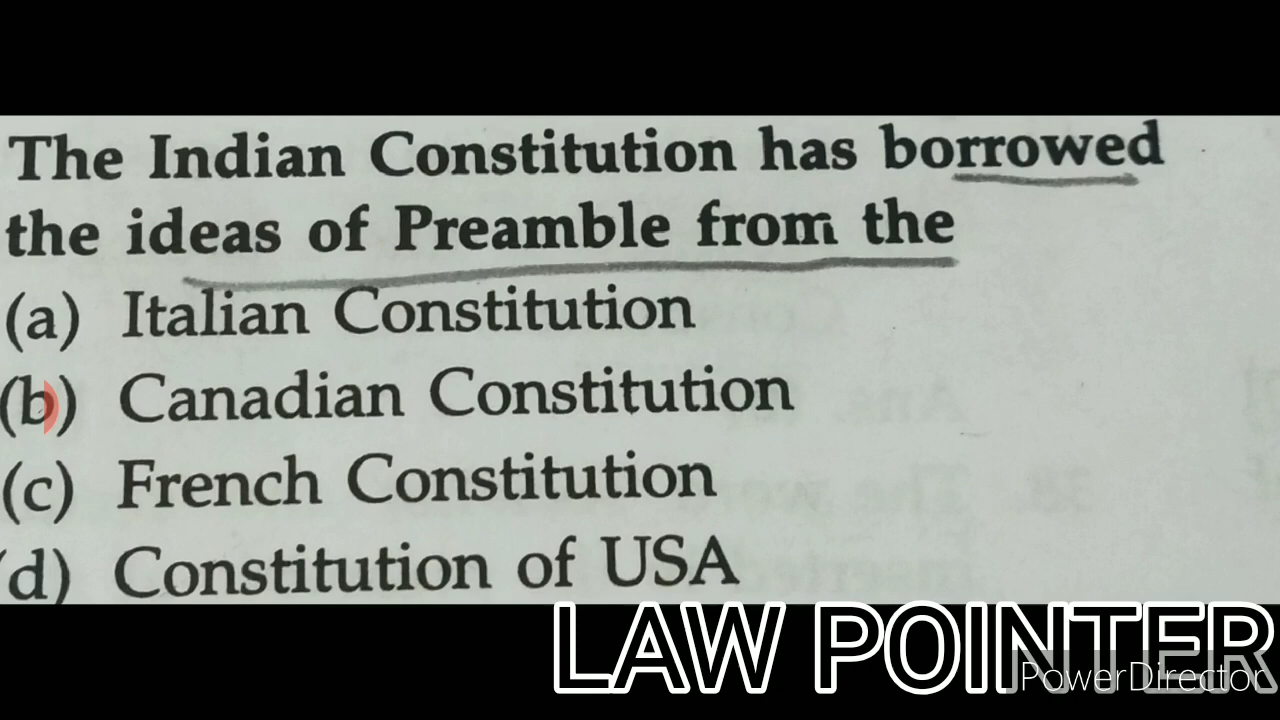 The Indian Constitution has borrowed
the ideas of Preamble from the
(a) Italian Constitution
(b) Canadian Constitution
(c) French Constitution
(d) Constitution of USA
LAW POINTER
PowerDirector